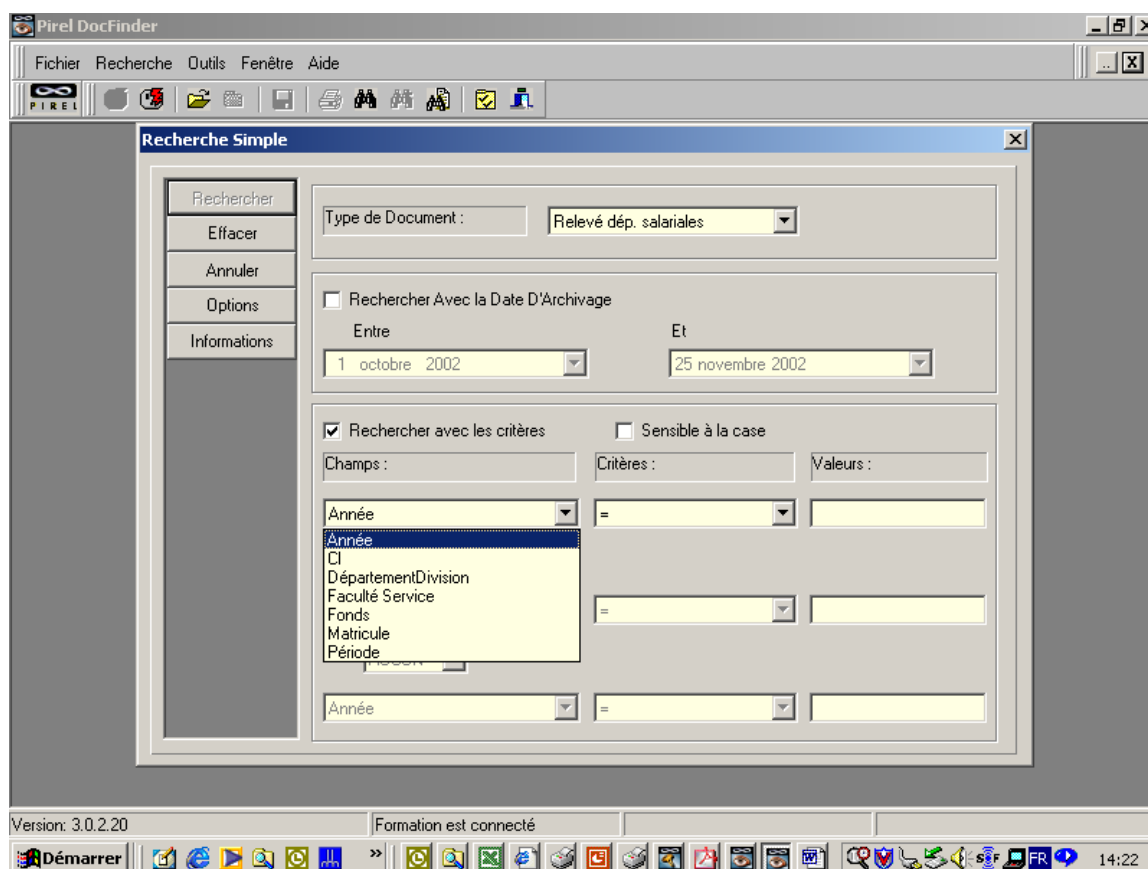 Pirel DocFinder
Fichier Recherche Outils Fenêtre Aide
PIREL
Recherche Simple
Rechercher
Effacer
Annuler
Options
Informations
Type de Document :
Relevé dép. salariales
Rechercher Avec la Date D'Archivage
Entre
Et
1 octobre 2002
25 novembre 2002
Rechercher avec les critères
Sensible à la case
Champs :
Critères :
Valeurs :
Année
=
Année
CI
DépartementDivision
Faculté Service
Fonds
Matricule
Période
=
Année
=
Version: 3.0.2.20
Formation est connecté
Démarrer
»
FR
14:22